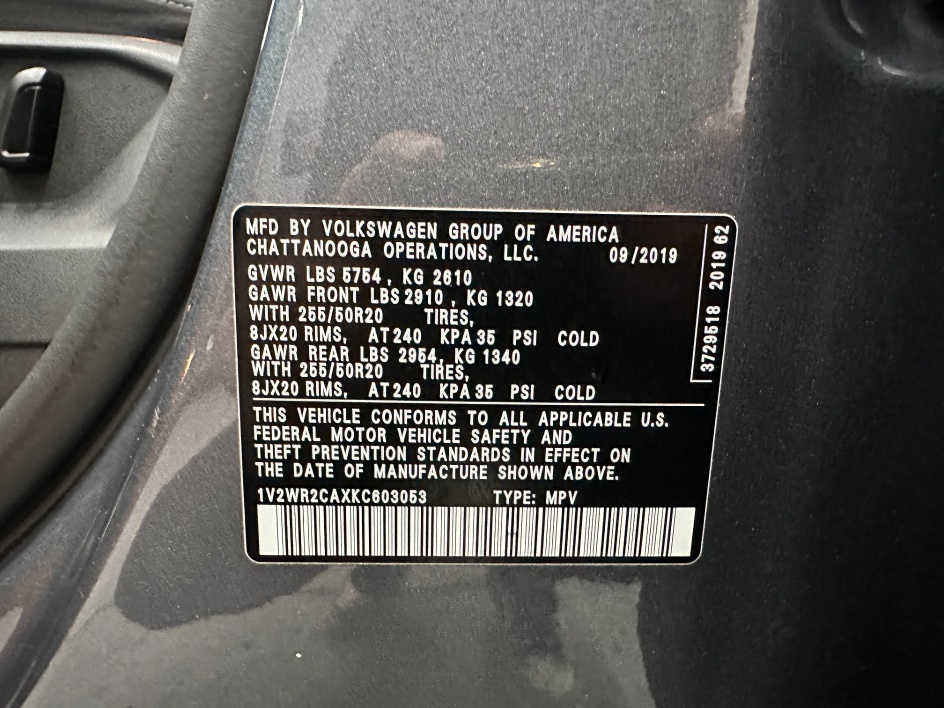 MFD BY VOLKSWAGEN GROUP OF AMERICA
CHATTANOOGA OPERATIONS, LLC. 09/2019
GVWR LBS 5754, KG 2610
GAWR FRONT LBS 2910, KG 1320
WITH 255/50R20 TIRES,
8JX20 RIMS, AT 240 KPA 35 PSI COLD
GAWR REAR LBS 2954, KG 1340
WITH 255/50R20 TIRES,
8JX20 RIMS, AT 240 KPA 35 PSI COLD
THIS VEHICLE CONFORMS TO ALL APPLICABLE U.S.
FEDERAL MOTOR VEHICLE SAFETY AND
THEFT PREVENTION STANDARDS IN EFFECT ON
THE DATE OF MANUFACTURE SHOWN ABOVE.
1V2WR2CAXKC603053 TYPE: MPV
3729518 2019 62